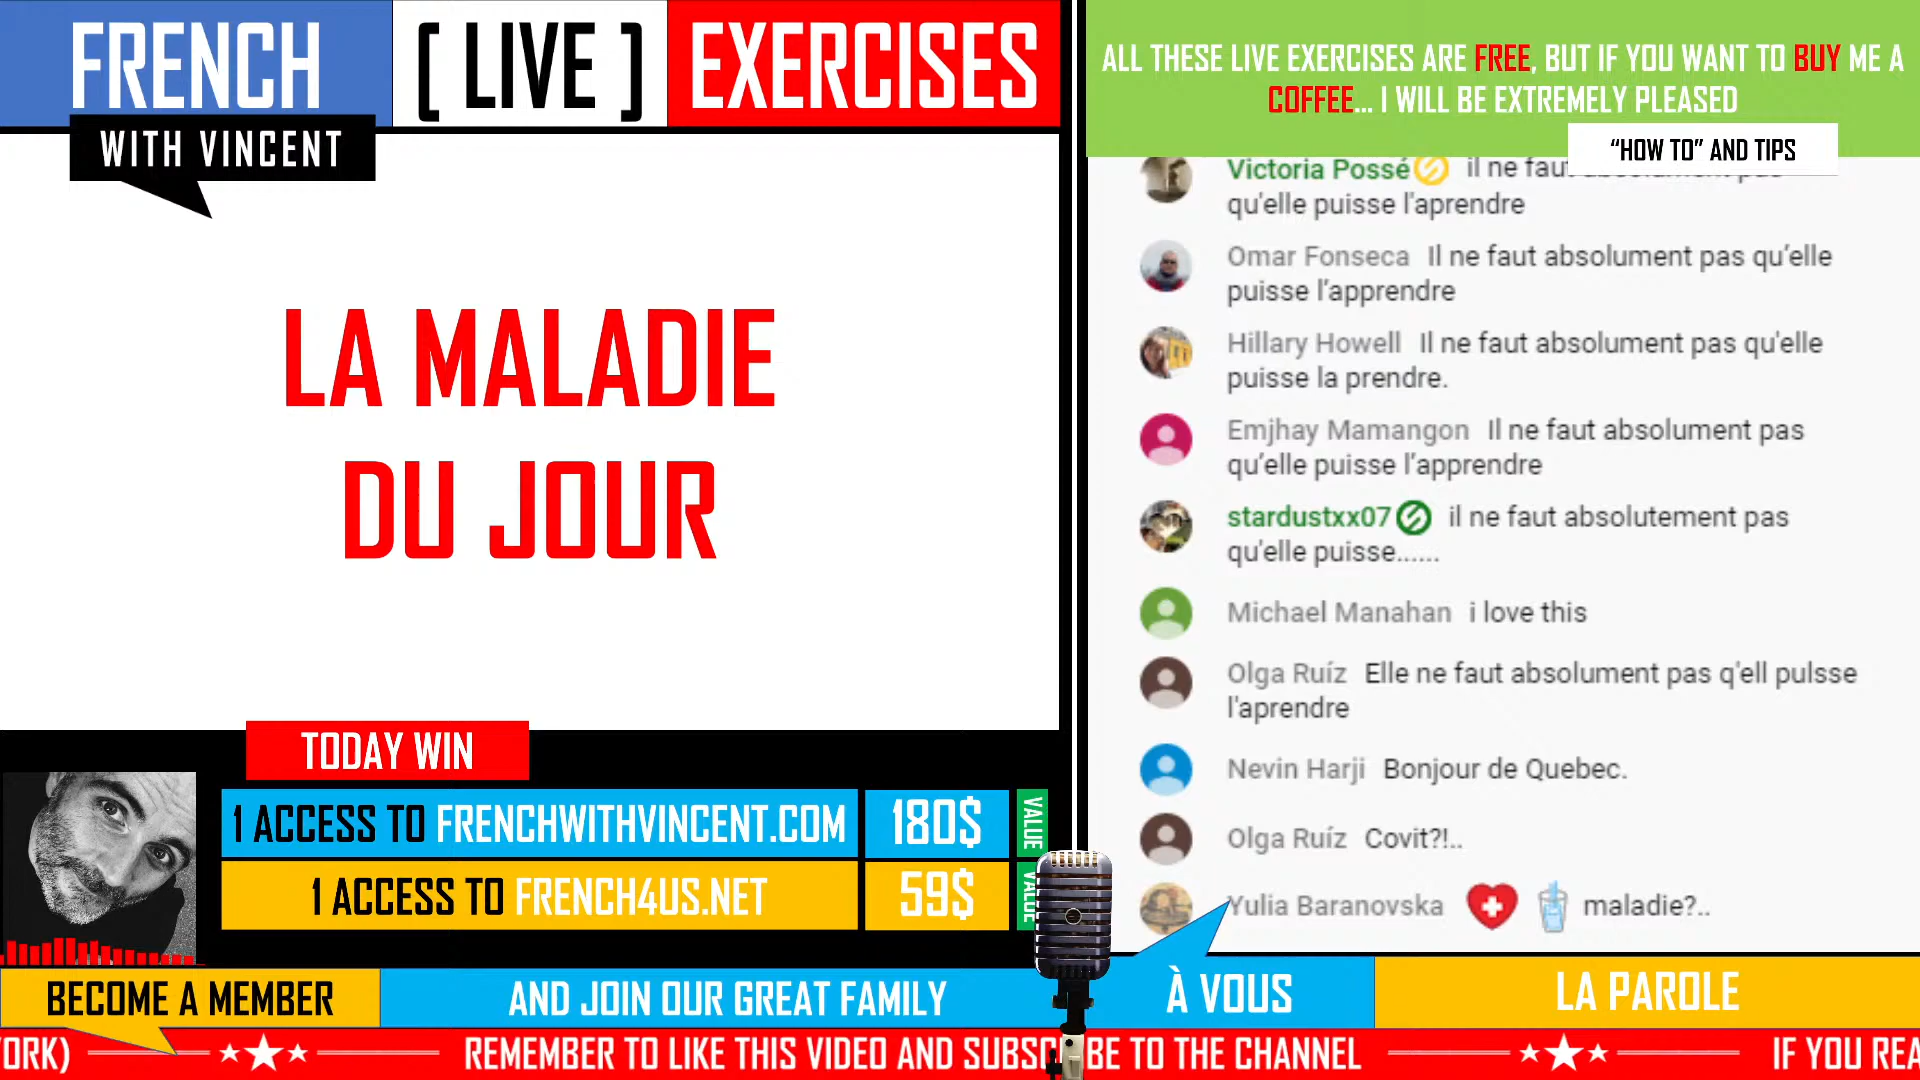 FRENCH
[ LIVE ]
EXERCISES
WITH VINCENT
LA MALADIE
DU JOUR
TODAY WIN
1 ACCESS TO FRENCHWITHVINCENT.COM
180$
VALUE
1 ACCESS TO FRENCH4US.NET
59$
VALUE
BECOME A MEMBER
AND JOIN OUR GREAT FAMILY
ALL THESE LIVE EXERCISES ARE FREE, BUT IF YOU WANT TO BUY ME A
COFFEE... I WILL BE EXTREMELY PLEASED
“HOW TO” AND TIPS
Victoria Possé il ne
qu'elle puisse l'aprendre
Omar Fonseca Il ne faut absolument pas qu’elle
puisse l’apprendre
Hillary Howell Il ne faut absolument pas qu'elle
puisse la prendre.
Emjhay Mamangon Il ne faut absolument pas
qu’elle puisse l’apprendre
stardustxx07 il ne faut absolutement pas
qu'elle puisse......
Michael Manahan i love this
Olga Ruíz Elle ne faut absolument pas q'ell pulsse
l'aprendre
Nevin Harji Bonjour de Quebec.
Olga Ruíz Covit?!..
Yulia Baranovska maladie?..
À VOUS
LA PAROLE
ORK)
REMEMBER TO LIKE THIS VIDEO AND SUBSC BE TO THE CHANNEL
IF YOU REA